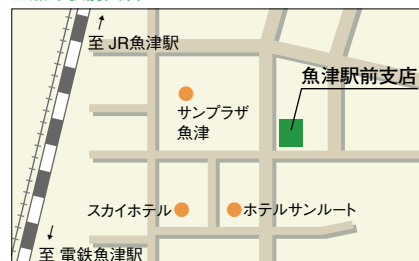 至 JR魚津駅
魚津駅前支店
サンプラザ
魚津
スカイホテル
ホテルサンルート
至 電鉄魚津駅